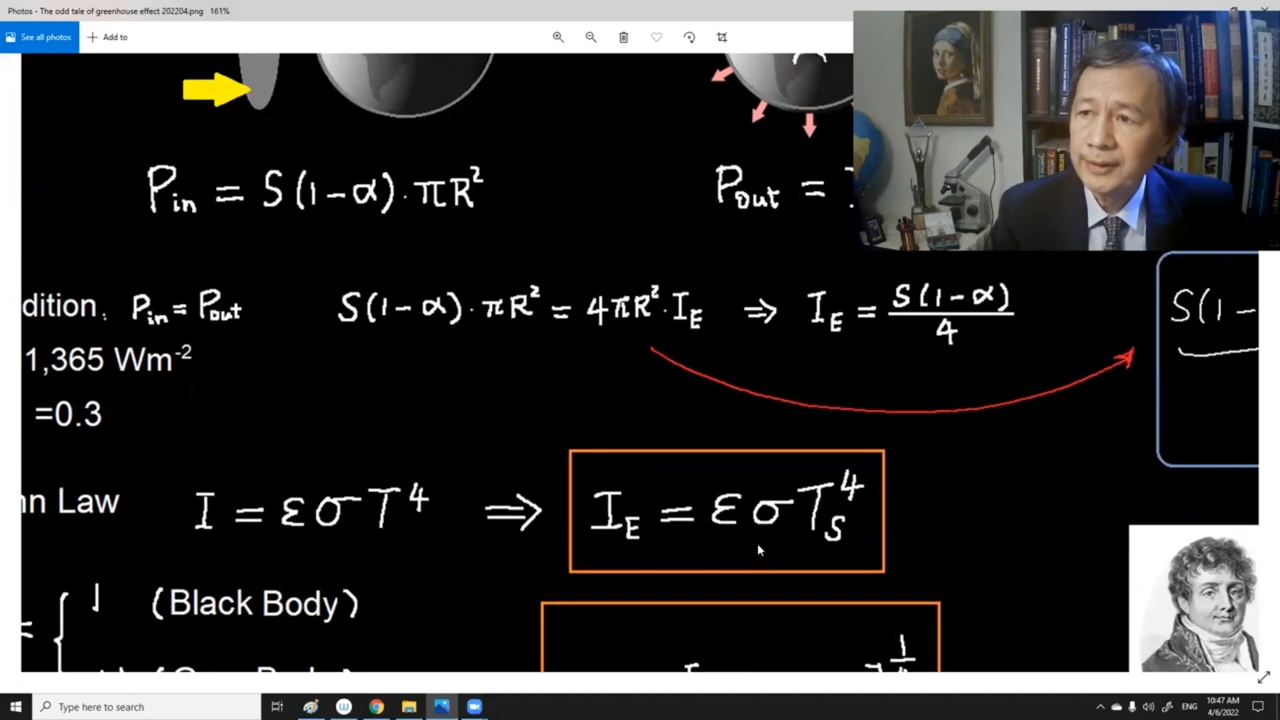 Photos - The odd tale of greenhouse effect 202204.png 161%
See all photos + Add to
P_in = S(1-α)·πR²
P_out =
dition, P_in = P_out S(1-α)·πR² = 4πR²·I_E ⇒ I_E = S(1-α)/4
S(1-
1,365 Wm⁻²
=0.3
Law I = εσT⁴ ⇒ I_E = εσT_S⁴
= { 1 (Black Body)
Type here to search
10:47 AM
ENG
4/6/2022